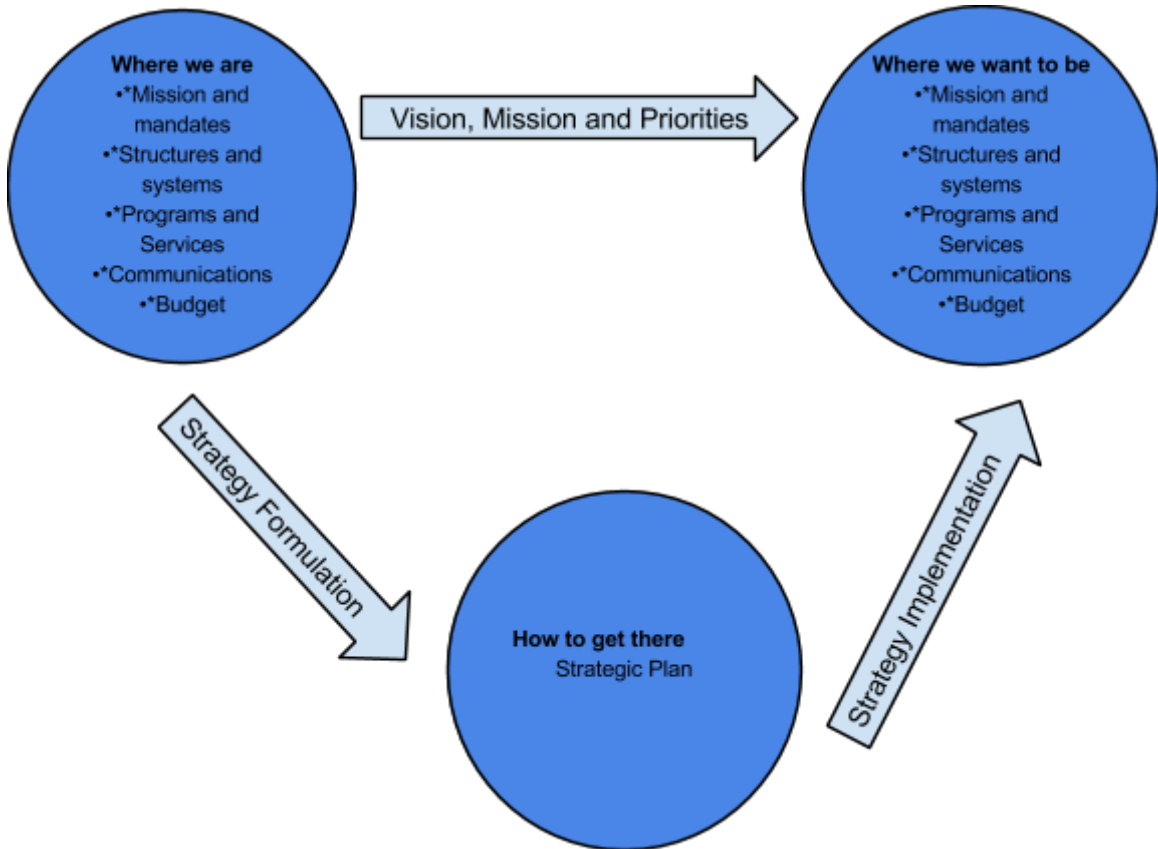 Where we are
•*Mission and
mandates
•*Structures and
systems
•*Programs and
Services
•*Communications
•*Budget
Vision, Mission and Priorities
Where we want to be
•*Mission and
mandates
•*Structures and
systems
•*Programs and
Services
•*Communications
•*Budget
Strategy Formulation
How to get there
Strategic Plan
Strategy Implementation